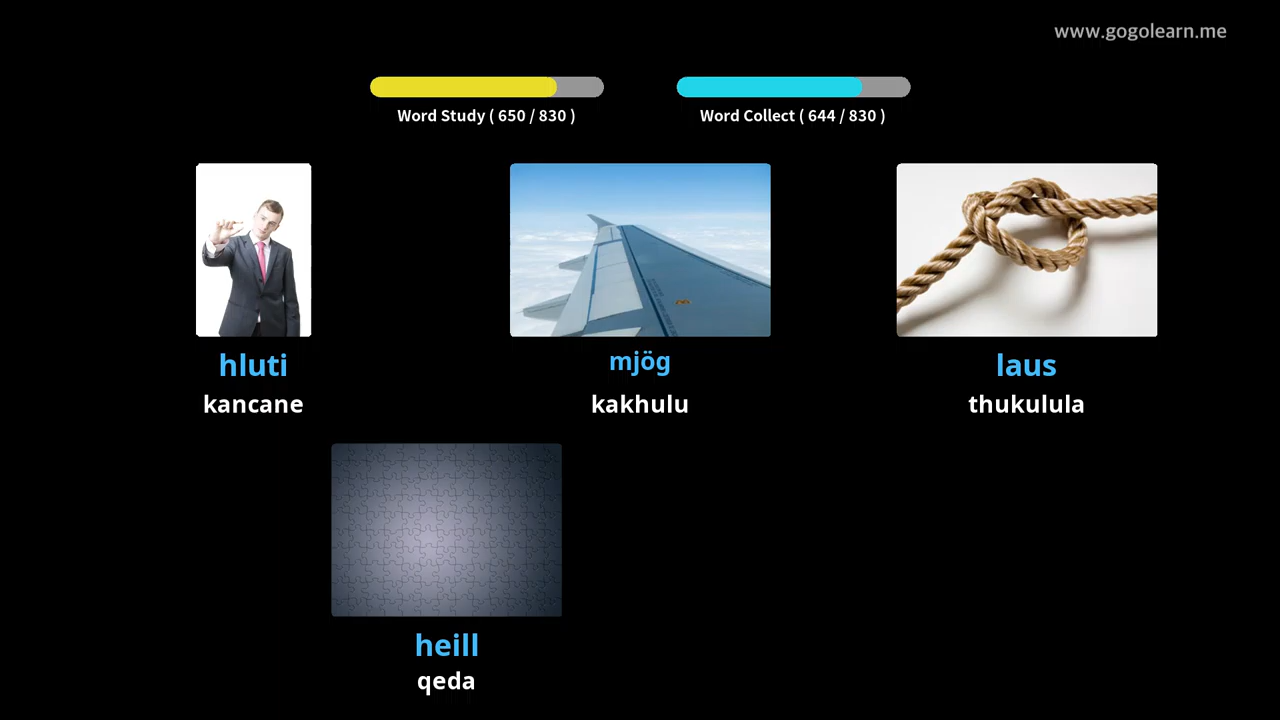 www.gogolearn.me
Word Study ( 650 / 830 )
Word Collect ( 644 / 830 )
hluti
kancane
mjög
kakhulu
laus
thukulula
heill
qeda